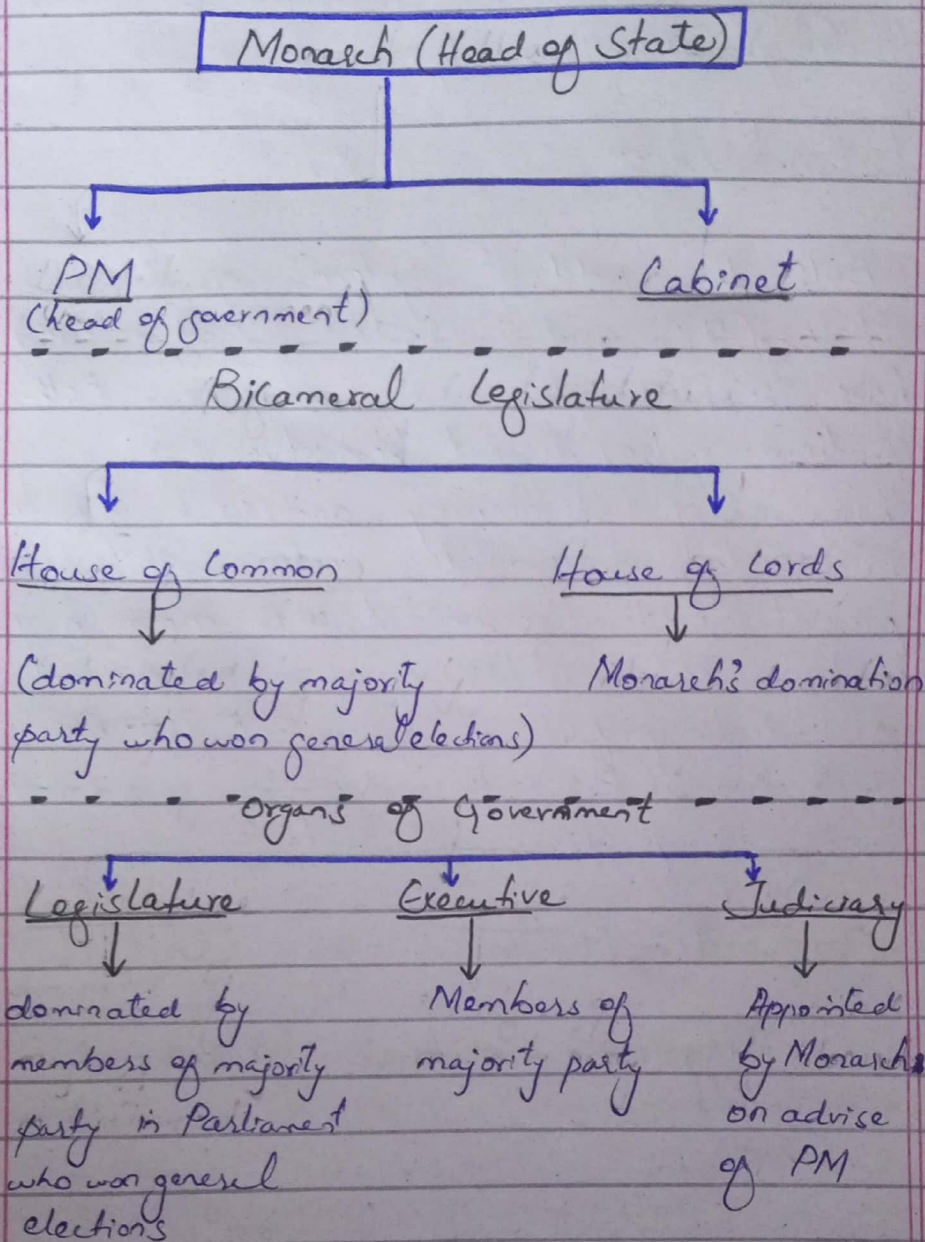 Monarch (Head of State)
PM
Cabinet
(head of government)
Bicameral Legislature
House of Common
House of Lords
(dominated by majority
party who won general elections)
Monarch's domination
Organs of Government
Legislature
Executive
Judiciary
dominated by
members of majority
party in Parliament
who won general
elections
Members of
majority party
Appointed
by Monarch
on advise
of PM